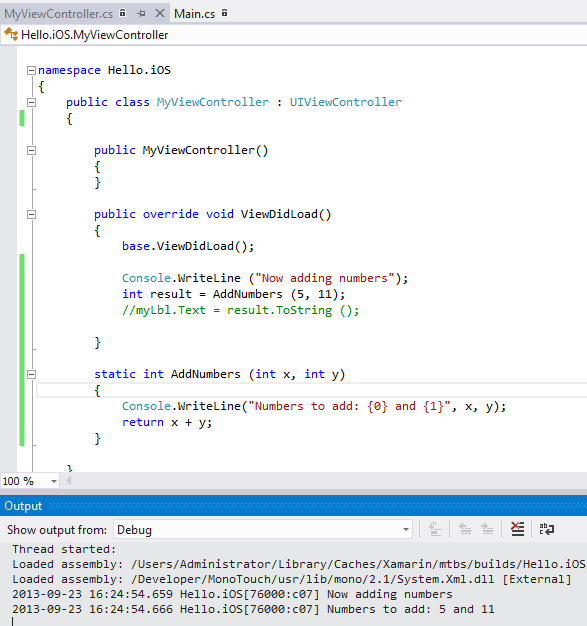 MyViewController.cs Main.cs
Hello.iOS.MyViewController
namespace Hello.iOS
{
public class MyViewController : UIViewController
{
public MyViewController()
{
}
public override void ViewDidLoad()
{
base.ViewDidLoad();
Console.WriteLine ("Now adding numbers");
int result = AddNumbers (5, 11);
//myLbl.Text = result.ToString ();
}
static int AddNumbers (int x, int y)
{
Console.WriteLine("Numbers to add: {0} and {1}", x, y);
return x + y;
}
}
100 %
Output
Show output from: Debug
Thread started:
Loaded assembly: /Users/Administrator/Library/Caches/Xamarin/mtbs/builds/Hello.iOS
Loaded assembly: /Developer/MonoTouch/usr/lib/mono/2.1/System.Xml.dll [External]
2013-09-23 16:24:54.659 Hello.iOS[76000:c07] Now adding numbers
2013-09-23 16:24:54.666 Hello.iOS[76000:c07] Numbers to add: 5 and 11